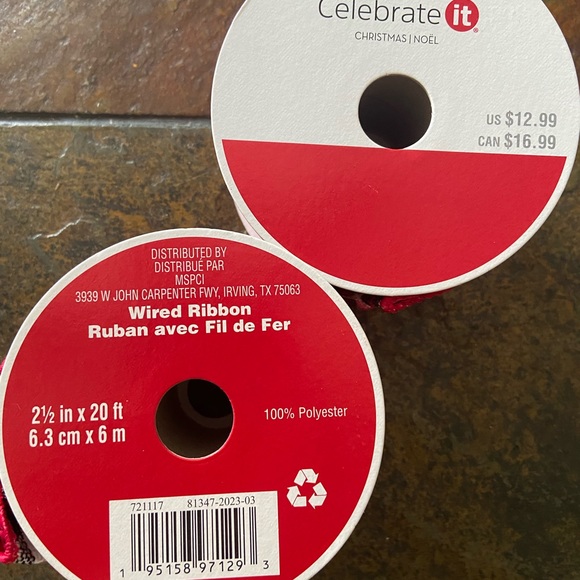 Celebrate it®
CHRISTMAS | NOËL
US $12.99
CAN $16.99
DISTRIBUTED BY
DISTRIBUÉ PAR
MSPCI
3939 W JOHN CARPENTER FWY, IRVING, TX 75063
Wired Ribbon
Ruban avec Fil de Fer
2½ in x 20 ft
6.3 cm x 6 m
100% Polyester
721117 81347-2023-03
1 95158 97129 3